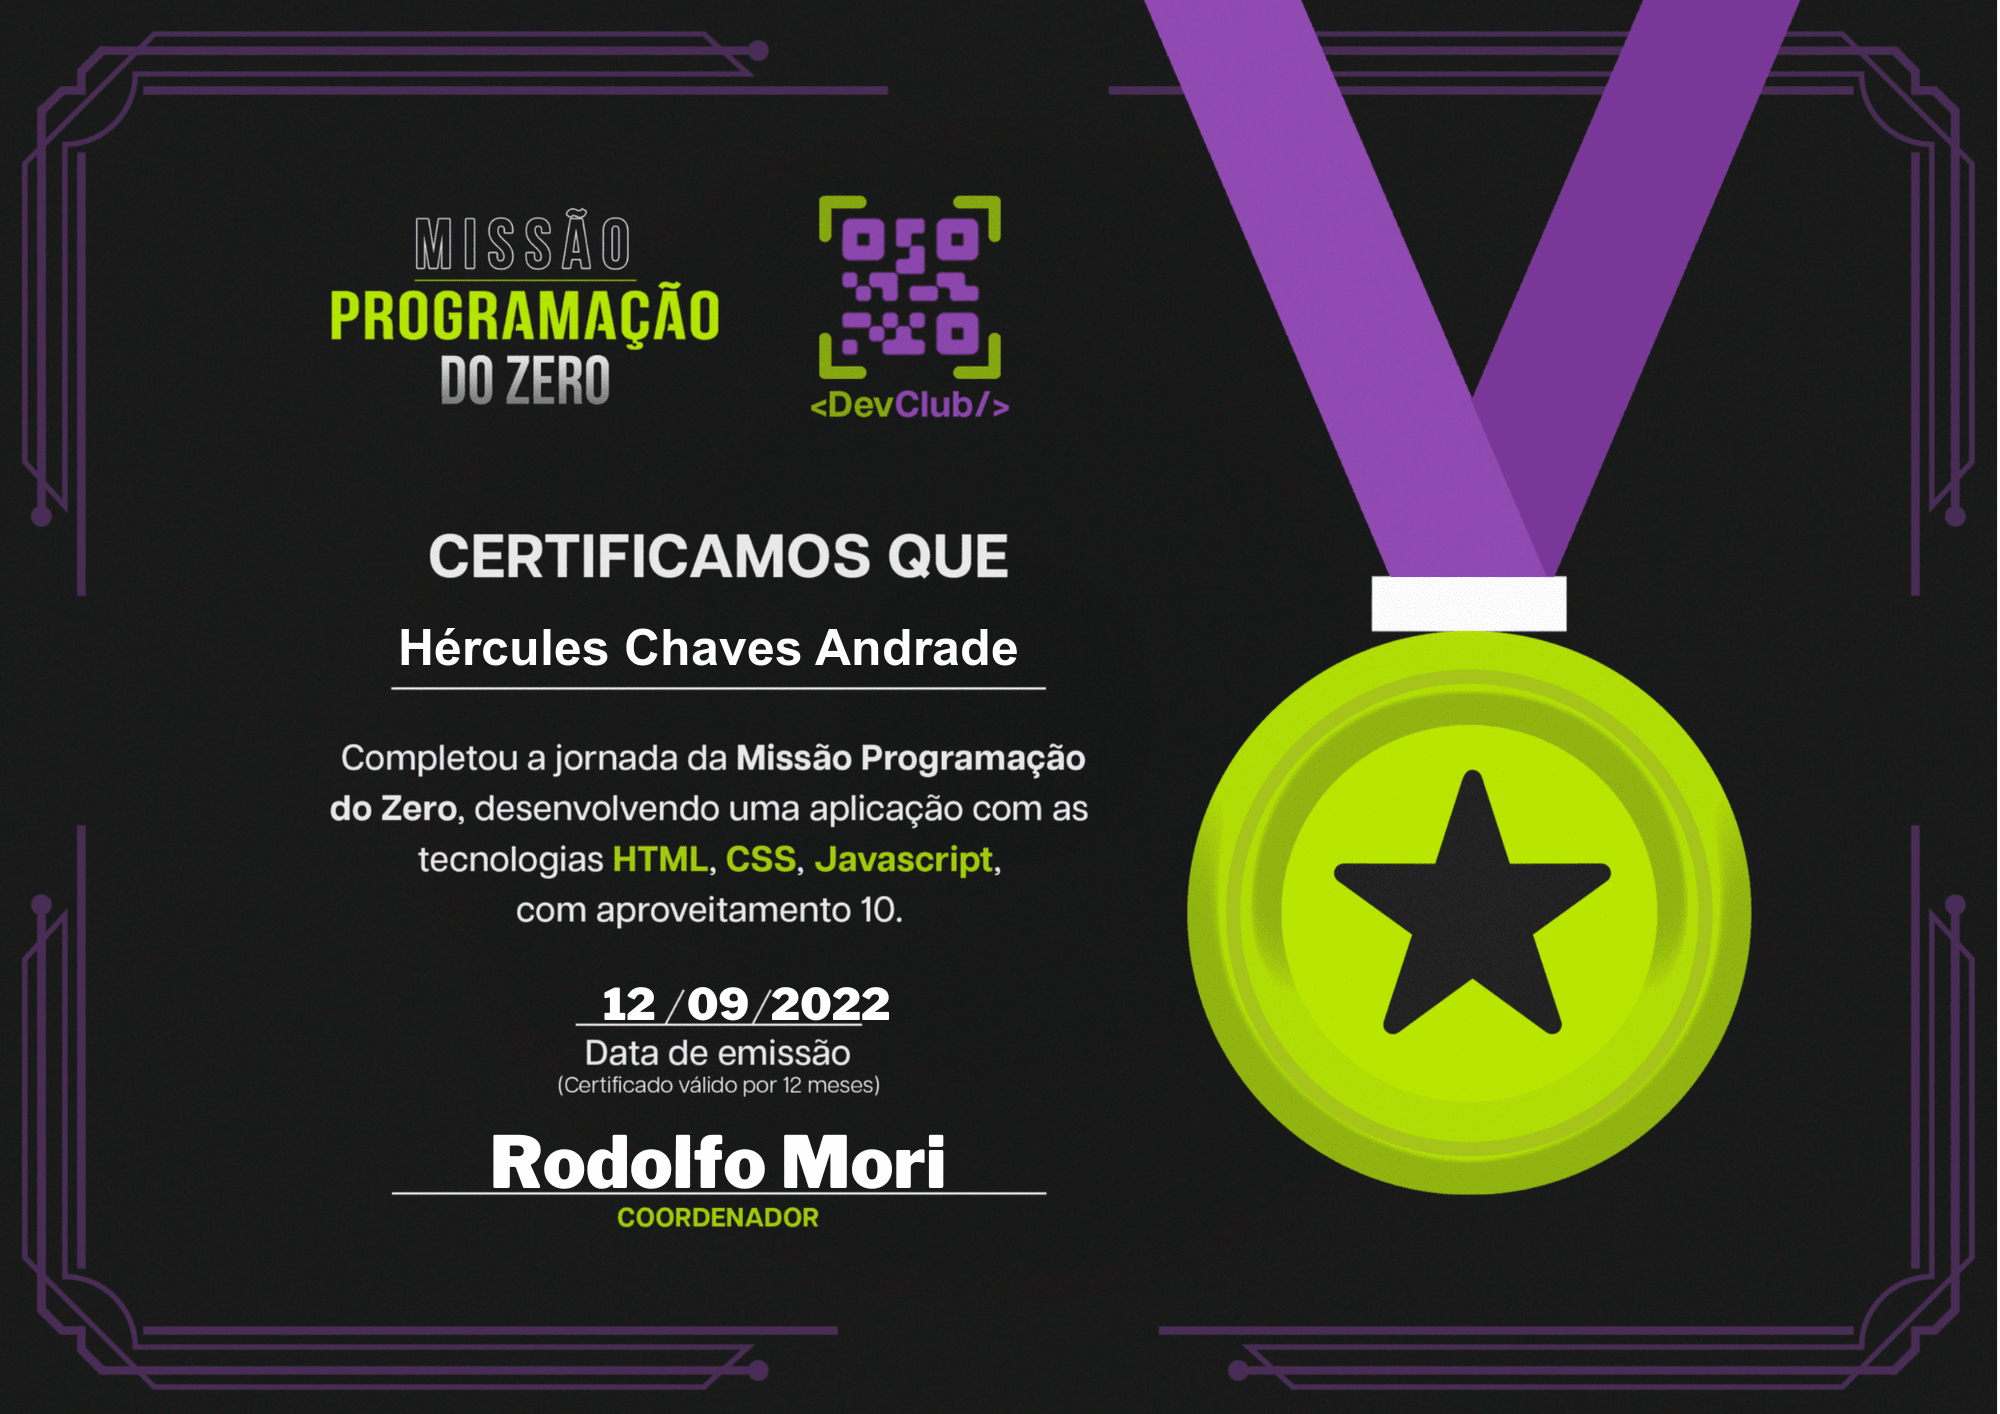 MISSÃO
PROGRAMAÇÃO
DO ZERO
<DevClub/>
CERTIFICAMOS QUE
Hércules Chaves Andrade
Completou a jornada da Missão Programação
do Zero, desenvolvendo uma aplicação com as
tecnologias HTML, CSS, Javascript,
com aproveitamento 10.
12 /09/2022
Data de emissão
(Certificado válido por 12 meses)
Rodolfo Mori
COORDENADOR